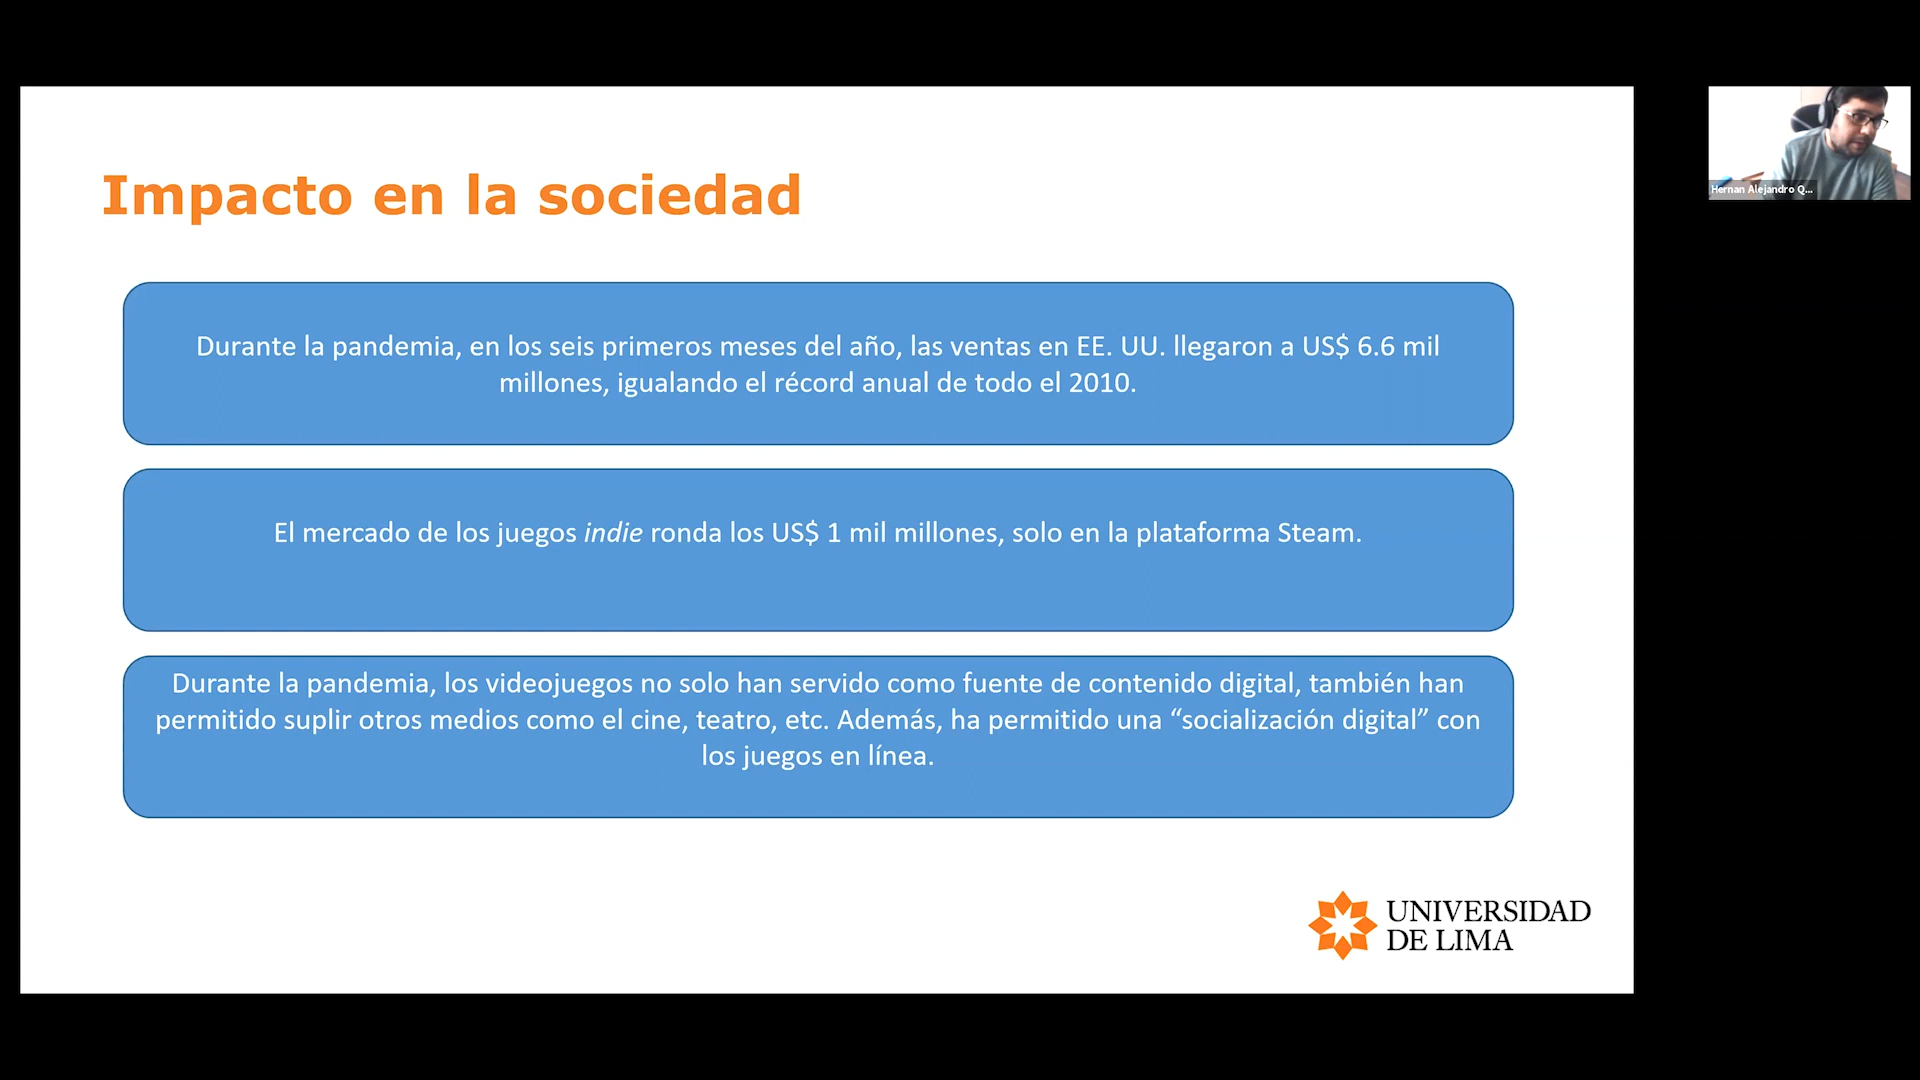 Impacto en la sociedad
Durante la pandemia, en los seis primeros meses del año, las ventas en EE. UU. llegaron a US$ 6.6 mil
millones, igualando el récord anual de todo el 2010.
El mercado de los juegos indie ronda los US$ 1 mil millones, solo en la plataforma Steam.
Durante la pandemia, los videojuegos no solo han servido como fuente de contenido digital, también han
permitido suplir otros medios como el cine, teatro, etc. Además, ha permitido una “socialización digital” con
los juegos en línea.
UNIVERSIDAD
DE LIMA
Hernan Alejandro Q...